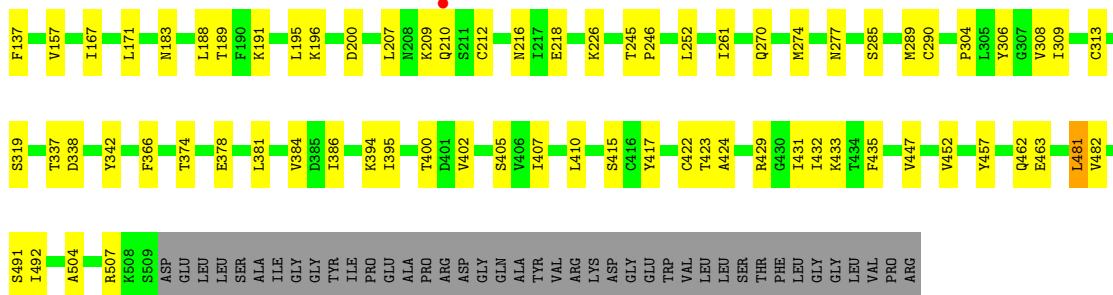 F137 V157 I167 L171 N183 L188 T189 F190 K191 L195 K196 D200 L207 N208 K209 Q210 S211 C212 N216 I217 E218 K226 T245 P246 L252 I261 Q270 M274 N277 S285 M289 C290 P304 L305 Y306 G307 V308 I309 C313
S319 T337 D338 Y342 F366 T374 E378 L381 V384 D385 I386 K394 I395 T400 D401 V402 S405 V406 I407 L410 S415 C416 Y417 C422 T423 A424 R429 G430 I431 I432 K433 T434 F435 V447 V452 Y457 Q462 E463 L481 V482
S491 I492 A504 R507 K508 S509 ASP GLU LEU LEU SER ALA ILE GLY GLY TYR ILE PRO GLU ALA PRO ARG ASP GLY GLN ALA TYR VAL ARG LYS ASP GLY GLU TRP VAL LEU LEU SER THR PHE LEU GLY GLY LEU VAL PRO ARG